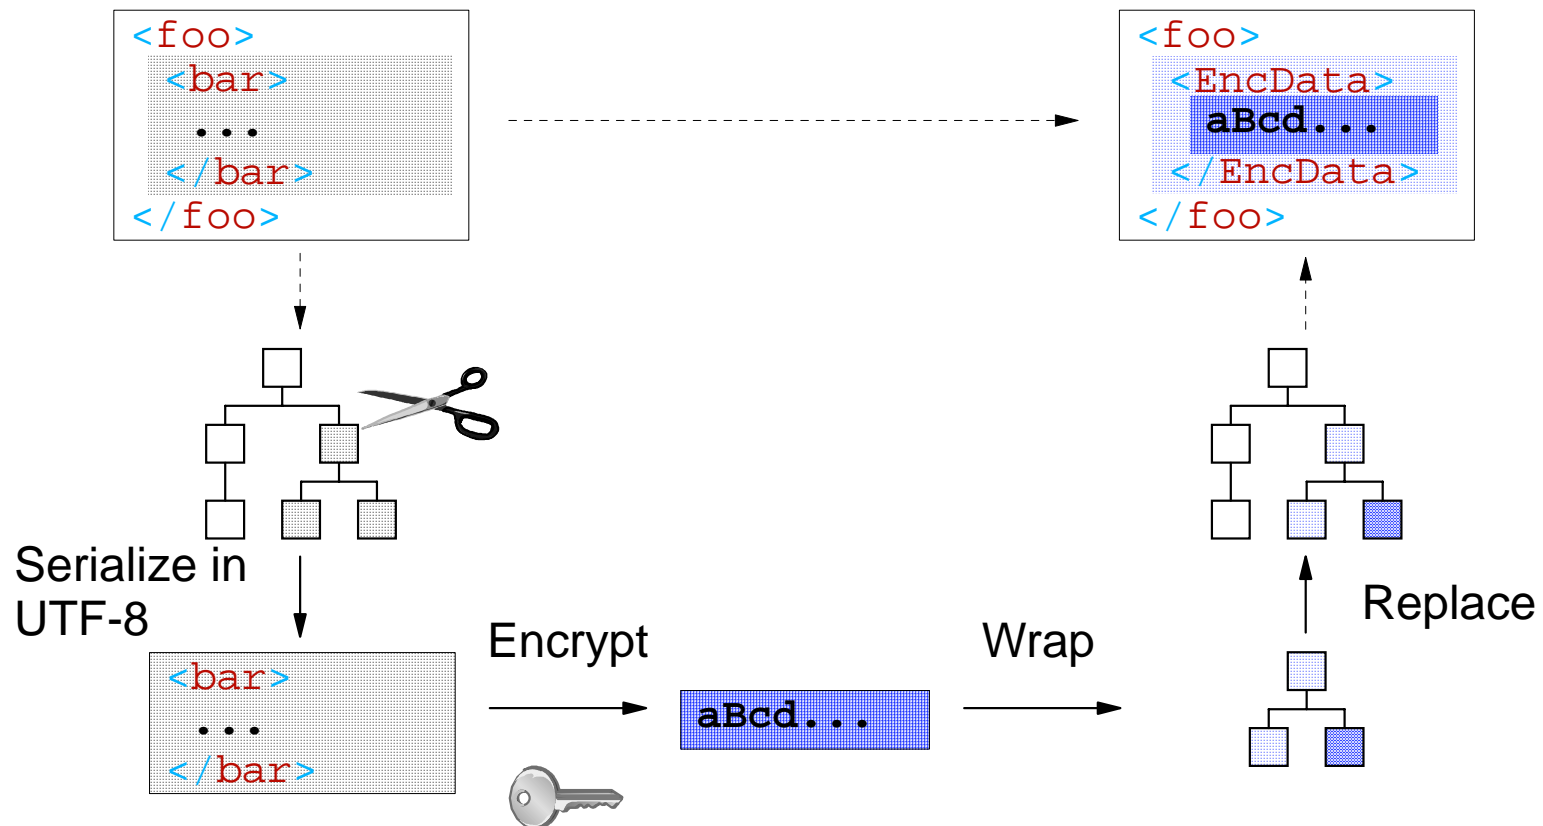 <foo>
<bar>
...
</bar>
</foo>
<foo>
<EncData>
aBcd...
</EncData>
</foo>
Serialize in
UTF-8
<bar>
...
</bar>
Encrypt
aBcd...
Wrap
Replace